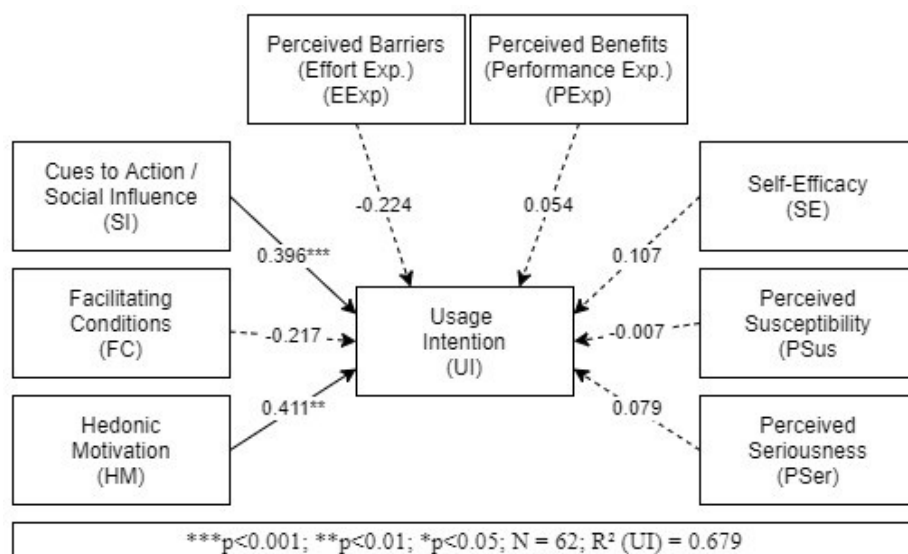 Perceived Barriers
(Effort Exp.)
(EExp)
Perceived Benefits
(Performance Exp.)
(PExp)
Cues to Action /
Social Influence
(SI)
Self-Efficacy
(SE)
-0.224
0.054
0.396***
0.107
Facilitating
Conditions
(FC)
-0.217
Usage
Intention
(UI)
-0.007
Perceived
Susceptibility
(PSus
Hedonic
Motivation
(HM)
0.411**
0.079
Perceived
Seriousness
(PSer)
***p<0.001; **p<0.01; *p<0.05; N = 62; R² (UI) = 0.679